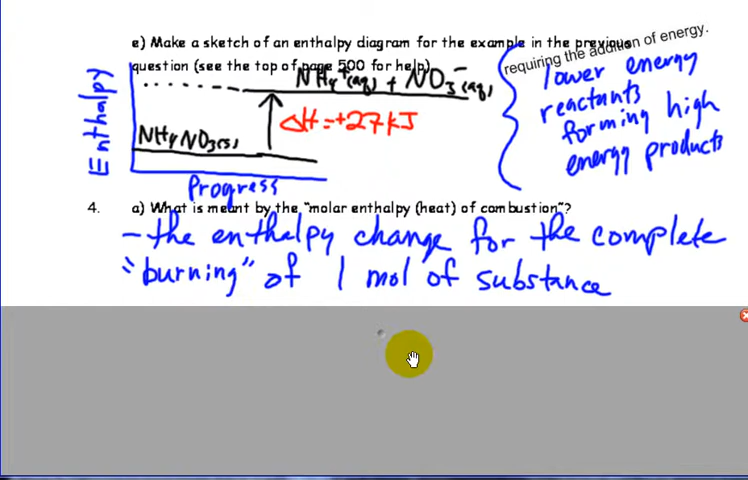 e) Make a sketch of an enthalpy diagram for the example in the previous
question (see the top of page 500 for help)
requiring the addition of energy.
NH4+(aq) + NO3-(aq)
ΔH=+27kJ
NH4NO3(s)
Enthalpy
Progress
lower energy
reactants
forming high
energy products
4. a) What is meant by the "molar enthalpy (heat) of combustion"?
- the enthalpy change for the complete
"burning" of 1 mol of substance